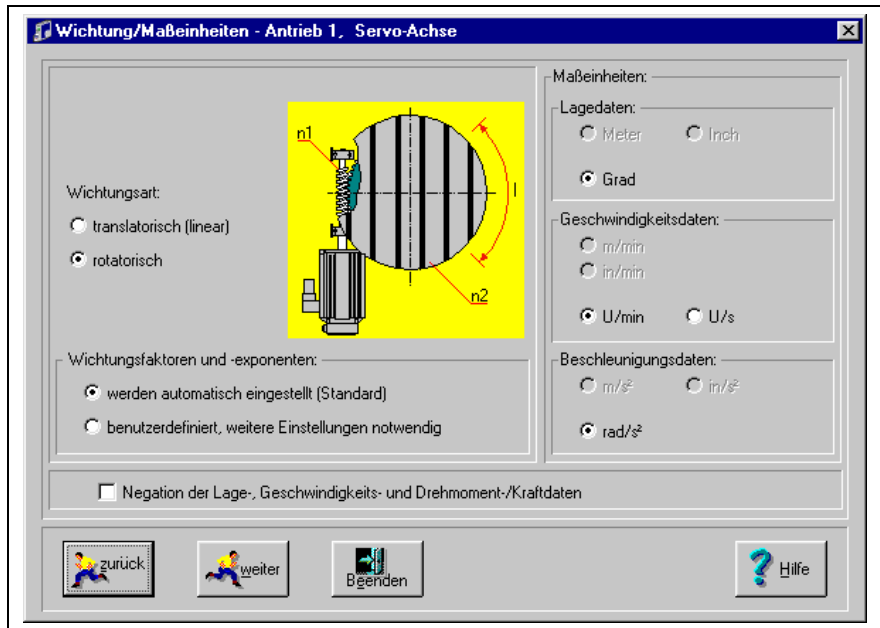 Wichtung/Maßeinheiten - Antrieb 1, Servo-Achse
Wichtungsart:
translatorisch (linear)
rotatorisch
n1
l
n2
Wichtungsfaktoren und -exponenten:
werden automatisch eingestellt (Standard)
benutzerdefiniert, weitere Einstellungen notwendig
Maßeinheiten:
Lagedaten:
Meter Inch
Grad
Geschwindigkeitsdaten:
m/min
in/min
U/min U/s
Beschleunigungsdaten:
m/s² in/s²
rad/s²
Negation der Lage-, Geschwindigkeits- und Drehmoment-/Kraftdaten
zurück weiter Beenden Hilfe